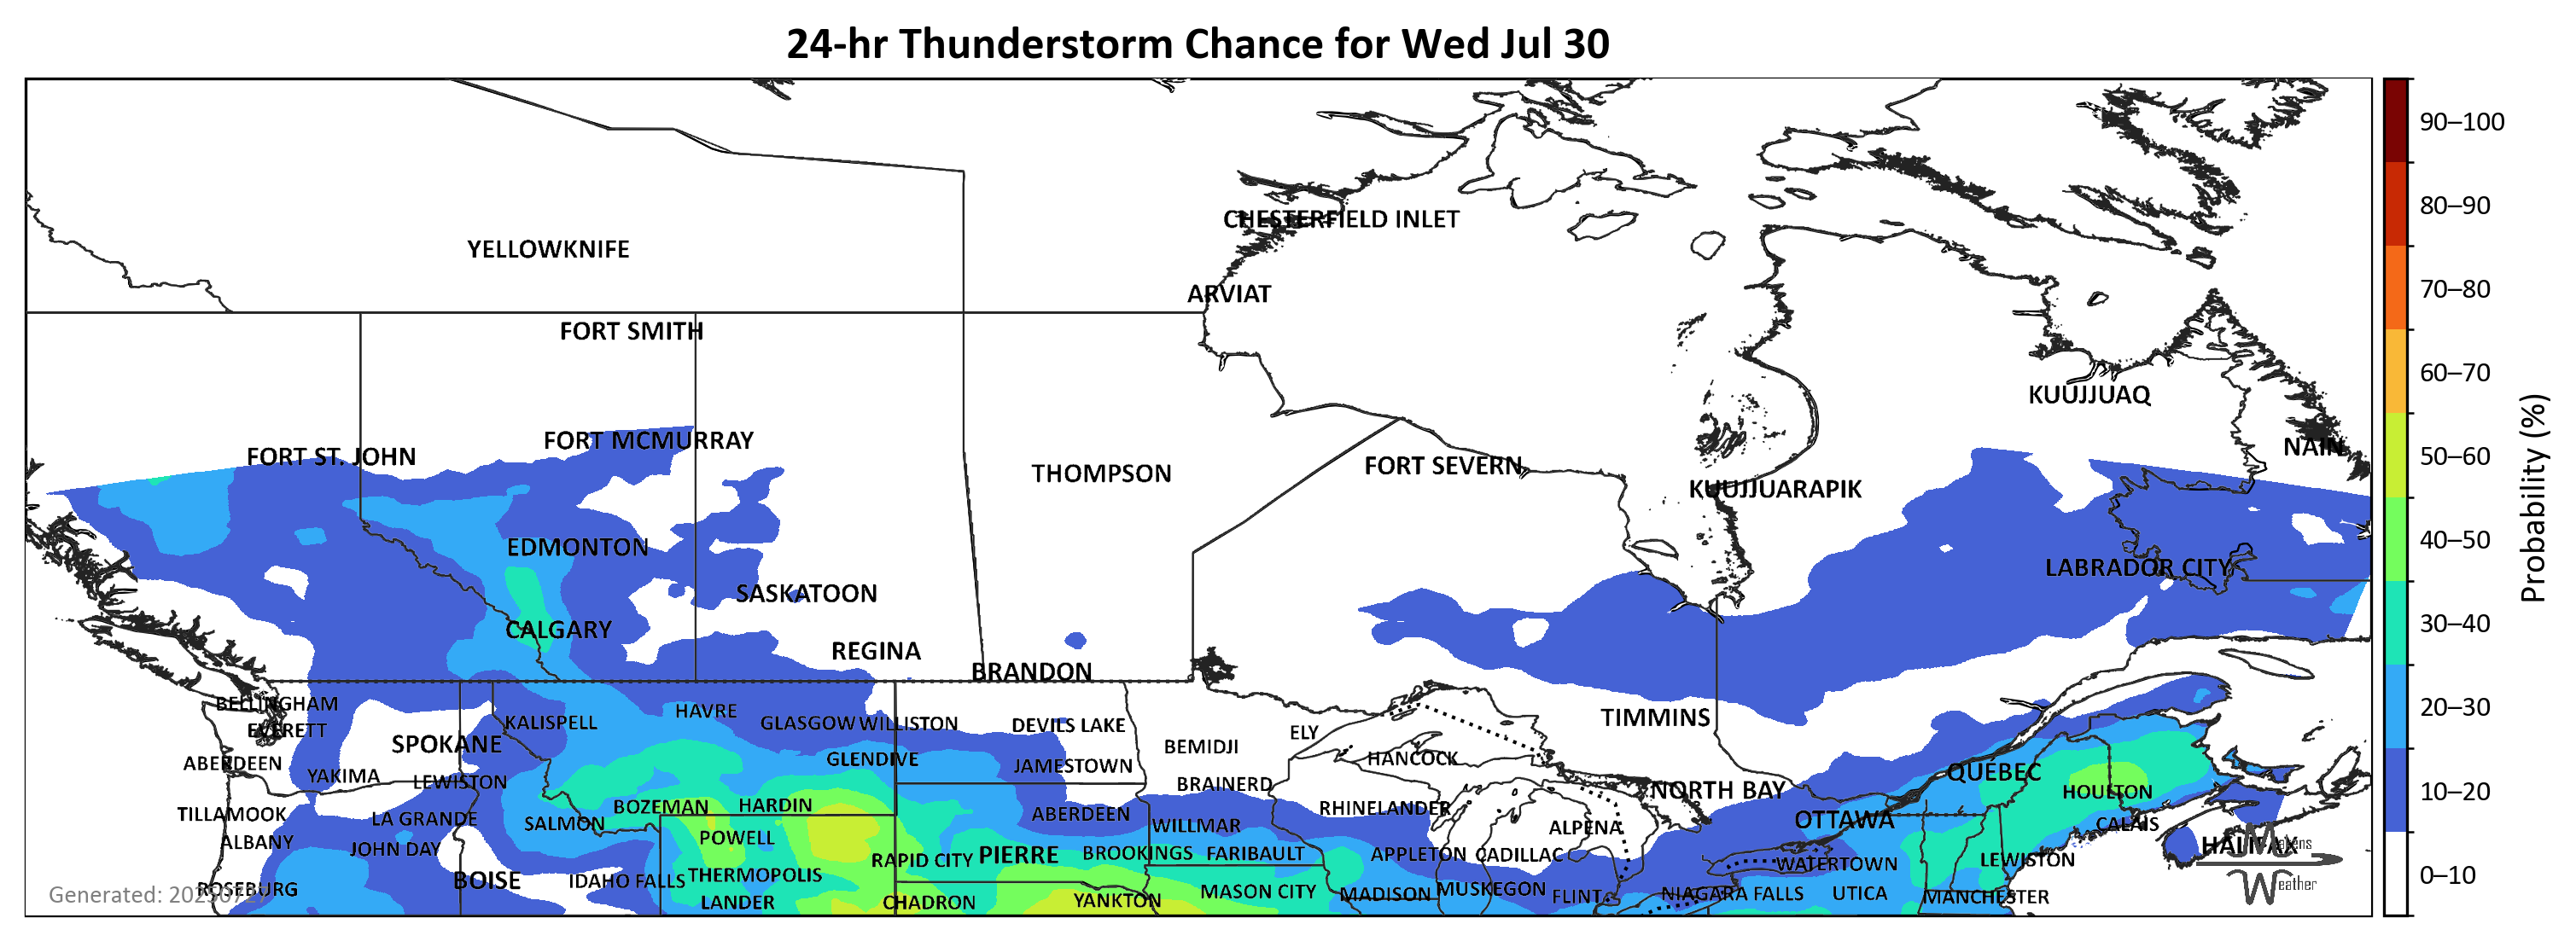 24-hr Thunderstorm Chance for Wed Jul 30
90–100
80–90
70–80
60–70
50–60
40–50
30–40
20–30
10–20
0–10
Probability (%)
CHESTERFIELD INLET
YELLOWKNIFE
ARVIAT
FORT SMITH
KUUJJUAQ
FORT MCMURRAY
NAIN
FORT ST. JOHN
FORT SEVERN
THOMPSON
KUUJJUARAPIK
EDMONTON
LABRADOR CITY
SASKATOON
CALGARY
REGINA
BRANDON
BELLINGHAM
HAVRE
TIMMINS
KALISPELL
GLASGOW
WILLISTON
DEVILS LAKE
EVERETT
ELY
SPOKANE
BEMIDJI
GLENDIVE
HANCOCK
ABERDEEN
JAMESTOWN
QUÉBEC
YAKIMA
LEWISTON
BRAINERD
NORTH BAY
HOULTON
BOZEMAN
HARDIN
RHINELANDER
TILLAMOOK
LA GRANDE
SALMON
ABERDEEN
WILLMAR
ALPENA
OTTAWA
CALAIS
ALBANY
JOHN DAY
POWELL
HALIFAX
Makens
RAPID CITY
PIERRE
BROOKINGS
FARIBAULT
APPLETON
CADILLAC
WATERTOWN
LEWISTON
BOISE
IDAHO FALLS
THERMOPOLIS
Weather
ROSEBURG
Generated: 20250727
LANDER
CHADRON
YANKTON
MASON CITY
MADISON
MUSKEGON
FLINT
NIAGARA FALLS
UTICA
MANCHESTER